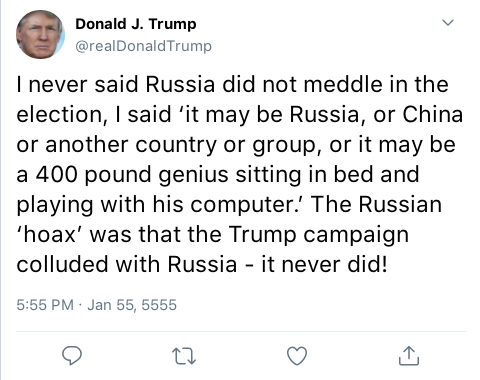 Donald J. Trump
@realDonaldTrump
I never said Russia did not meddle in the
election, I said ‘it may be Russia, or China
or another country or group, or it may be
a 400 pound genius sitting in bed and
playing with his computer.’ The Russian
‘hoax’ was that the Trump campaign
colluded with Russia - it never did!
5:55 PM · Jan 55, 5555